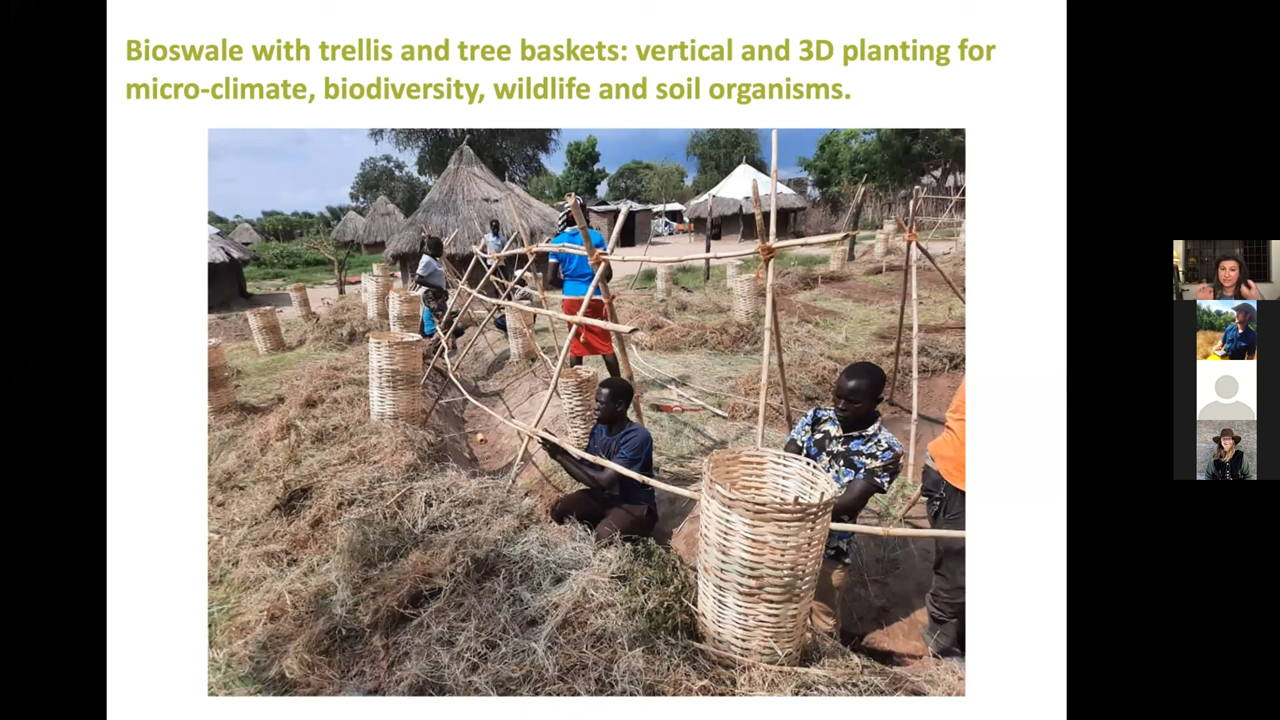 Bioswale with trellis and tree baskets: vertical and 3D planting for
micro-climate, biodiversity, wildlife and soil organisms.